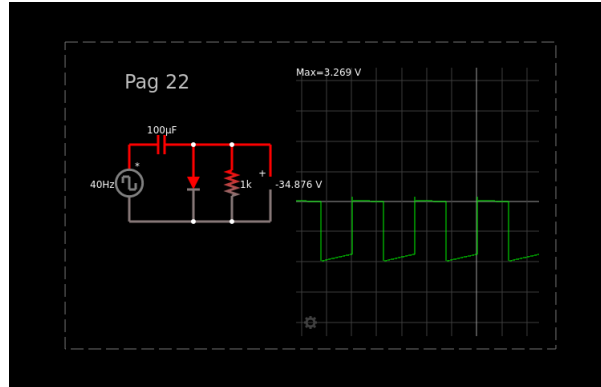 Max=3.269 V
Pag 22
100μF
*
40Hz
1k
+
-34.876 V